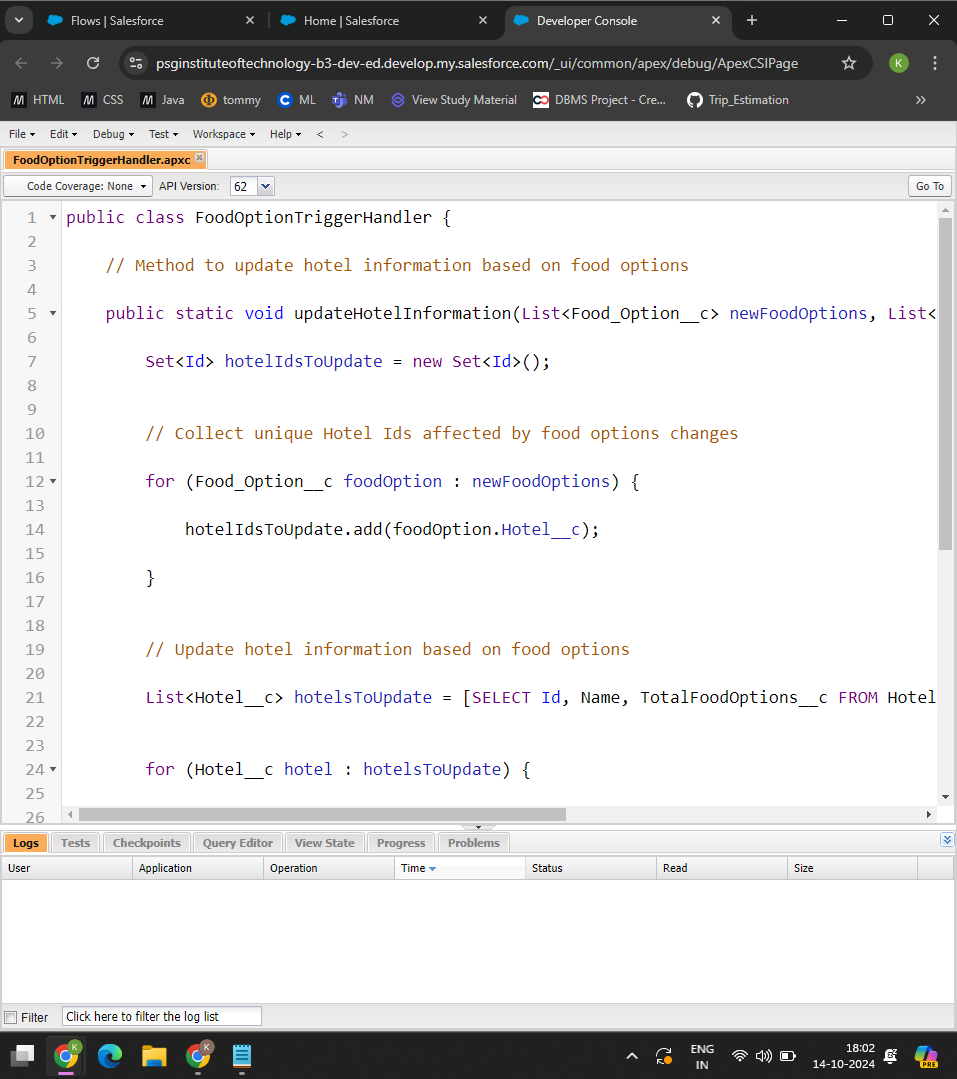 Flows | Salesforce
Home | Salesforce
Developer Console
psginstituteoftechnology-b3-dev-ed.develop.my.salesforce.com/_ui/common/apex/debug/ApexCSIPage
K
HTML CSS Java tommy ML NM View Study Material DBMS Project - Cre... Trip_Estimation
File Edit Debug Test Workspace Help < >
FoodOptionTriggerHandler.apxc
Code Coverage: None API Version: 62 Go To
1 public class FoodOptionTriggerHandler {
2
3 // Method to update hotel information based on food options
4
5 public static void updateHotelInformation(List<Food_Option__c> newFoodOptions, List<
6
7 Set<Id> hotelIdsToUpdate = new Set<Id>();
8
9
10 // Collect unique Hotel Ids affected by food options changes
11
12 for (Food_Option__c foodOption : newFoodOptions) {
13
14 hotelIdsToUpdate.add(foodOption.Hotel__c);
15
16 }
17
18
19 // Update hotel information based on food options
20
21 List<Hotel__c> hotelsToUpdate = [SELECT Id, Name, TotalFoodOptions__c FROM Hotel
22
23
24 for (Hotel__c hotel : hotelsToUpdate) {
25
26
Logs Tests Checkpoints Query Editor View State Progress Problems
User Application Operation Time Status Read Size
Filter Click here to filter the log list
K K ENG 18:02
IN 14-10-2024 PRE